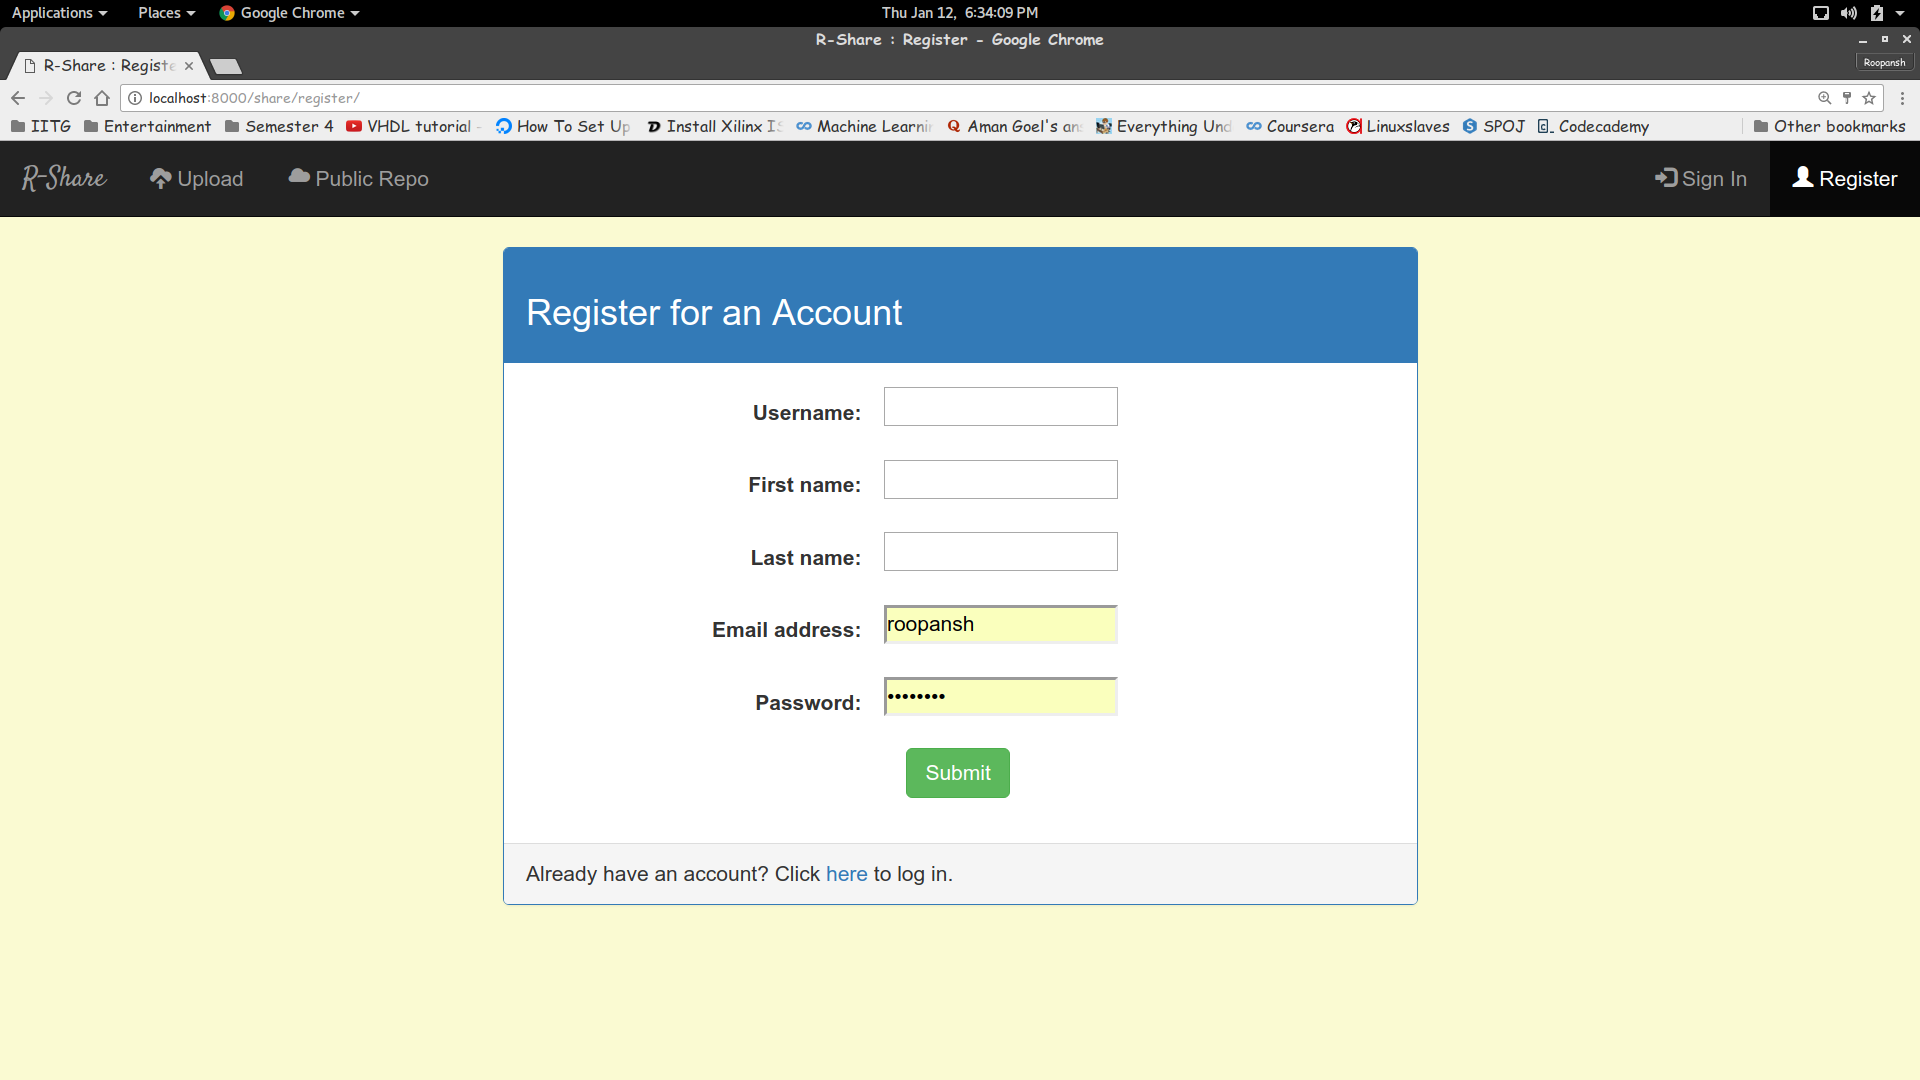 Applications Places Google Chrome Thu Jan 12, 6:34:09 PM
R-Share : Register - Google Chrome
R-Share : Registe Roopansh
localhost:8000/share/register/
IITG Entertainment Semester 4 VHDL tutorial - How To Set Up Install Xilinx IS Machine Learni Aman Goel's an Everything Und Coursera Linuxslaves SPOJ Codecademy Other bookmarks
R-Share Upload Public Repo Sign In Register
Register for an Account
Username:
First name:
Last name:
Email address: roopansh
Password: ••••••••
Submit
Already have an account? Click here to log in.